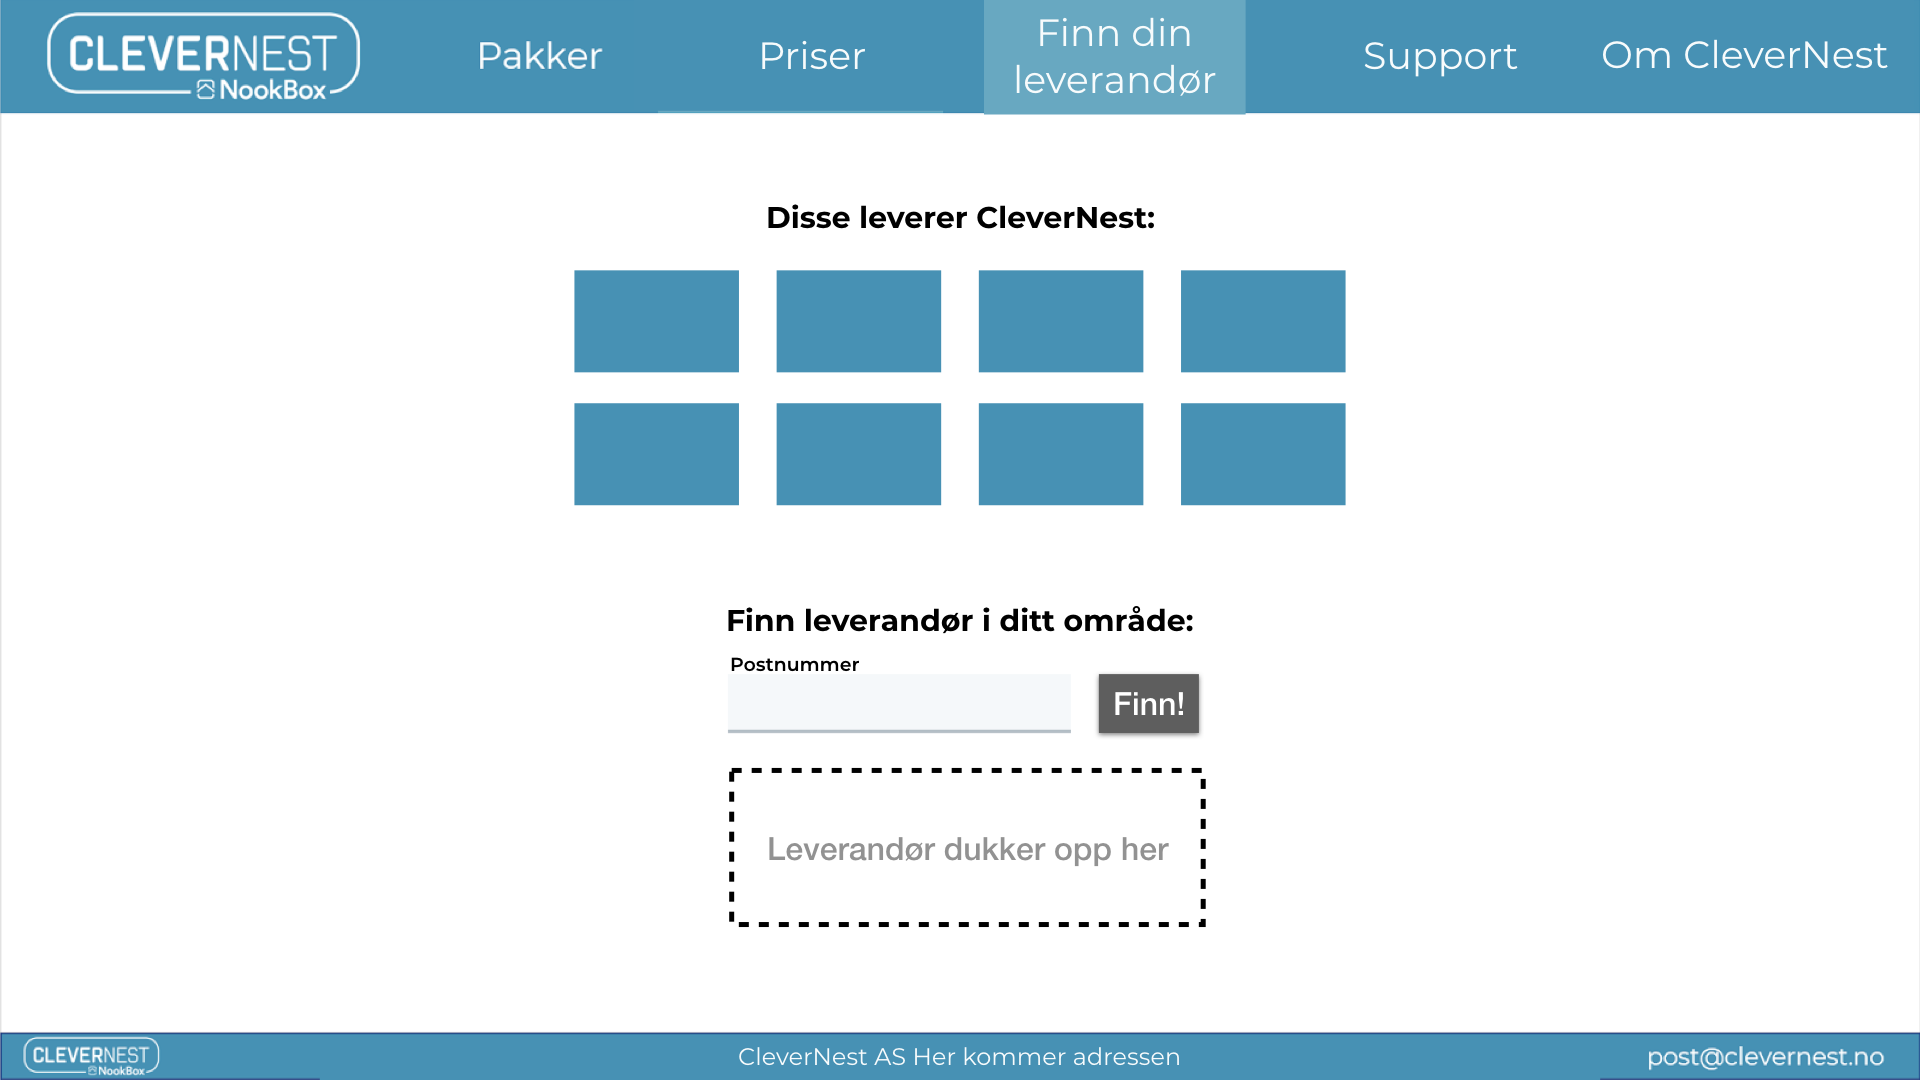 CLEVERNEST
NookBox
Pakker
Priser
Finn din
leverandør
Support
Om CleverNest
Disse leverer CleverNest:
Finn leverandør i ditt område:
Postnummer
Finn!
Leverandør dukker opp her
CLEVERNEST
NookBox
CleverNest AS Her kommer adressen
post@clevernest.no